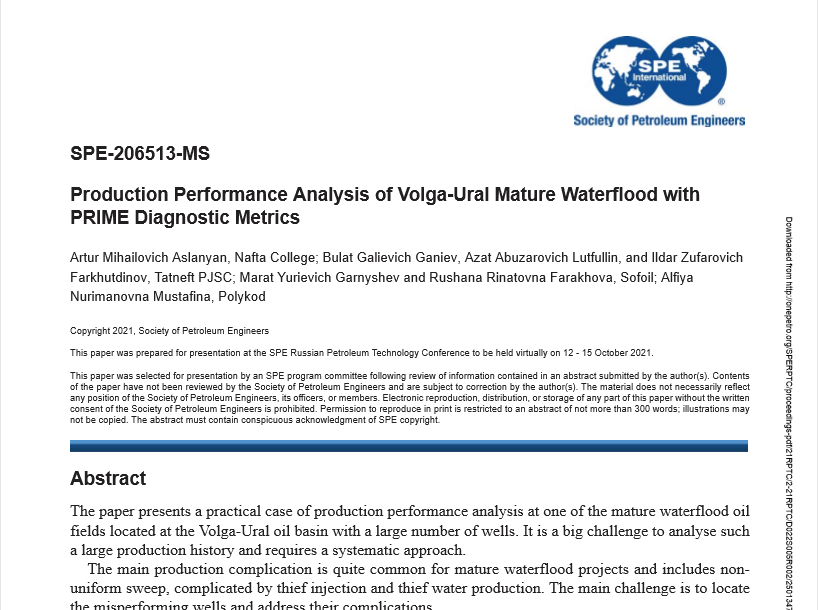 SPE
International
®
Society of Petroleum Engineers
SPE-206513-MS
Production Performance Analysis of Volga-Ural Mature Waterflood with
PRIME Diagnostic Metrics
Artur Mihailovich Aslanyan, Nafta College; Bulat Galievich Ganiev, Azat Abuzarovich Lutfullin, and Ildar Zufarovich
Farkhutdinov, Tatneft PJSC; Marat Yurievich Garnyshev and Rushana Rinatovna Farakhova, Sofoil; Alfiya
Nurimanovna Mustafina, Polykod
Copyright 2021, Society of Petroleum Engineers
This paper was prepared for presentation at the SPE Russian Petroleum Technology Conference to be held virtually on 12 - 15 October 2021.
This paper was selected for presentation by an SPE program committee following review of information contained in an abstract submitted by the author(s). Contents
of the paper have not been reviewed by the Society of Petroleum Engineers and are subject to correction by the author(s). The material does not necessarily reflect
any position of the Society of Petroleum Engineers, its officers, or members. Electronic reproduction, distribution, or storage of any part of this paper without the written
consent of the Society of Petroleum Engineers is prohibited. Permission to reproduce in print is restricted to an abstract of not more than 300 words; illustrations may
not be copied. The abstract must contain conspicuous acknowledgment of SPE copyright.
Abstract
The paper presents a practical case of production performance analysis at one of the mature waterflood oil
fields located at the Volga-Ural oil basin with a large number of wells. It is a big challenge to analyse such
a large production history and requires a systematic approach.
The main production complication is quite common for mature waterflood projects and includes non-
uniform sweep, complicated by thief injection and thief water production. The main challenge is to locate
the misperforming wells and address their complications.
Downloaded from http://onepetro.org/SPERPTC/proceedings-pdf/21RPTC/2-21RPTC/D022S005R002/2501347